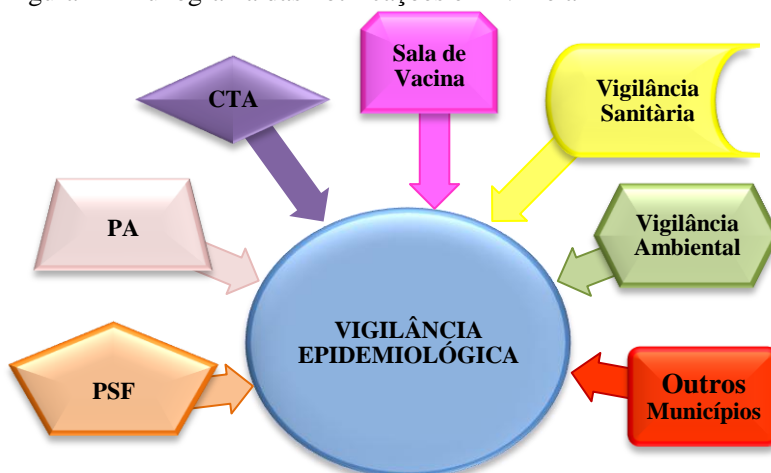 CTA
Sala de
Vacina
Vigilância
Sanitària
PA
Vigilância
Ambiental
VIGILÂNCIA
EPIDEMIOLÓGICA
PSF
Outros
Municípios